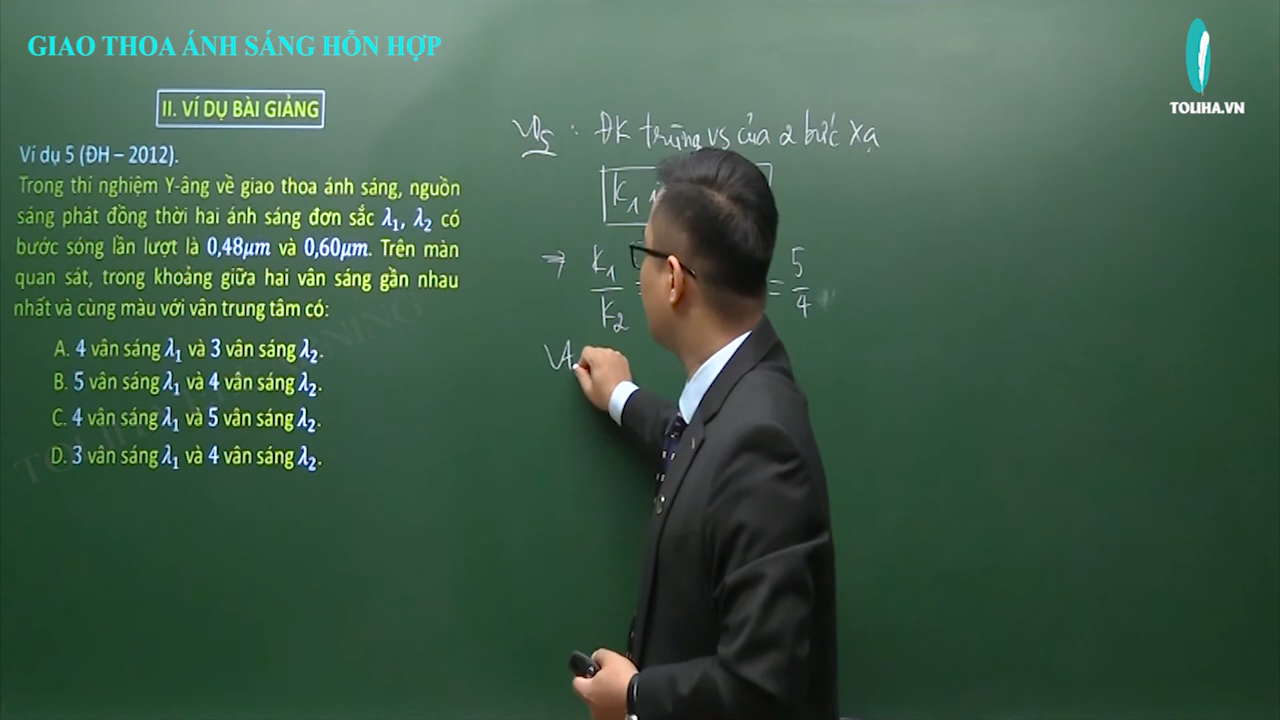 GIAO THOA ÁNH SÁNG HỖN HỢP
TOLIHA.VN
II. VÍ DỤ BÀI GIẢNG
Ví dụ 5 (ĐH – 2012).
Trong thí nghiệm Y-âng về giao thoa ánh sáng, nguồn
sáng phát đồng thời hai ánh sáng đơn sắc λ₁, λ₂ có
bước sóng lần lượt là 0,48μm và 0,60μm. Trên màn
quan sát, trong khoảng giữa hai vân sáng gần nhau
nhất và cùng màu với vân trung tâm có:
A. 4 vân sáng λ₁ và 3 vân sáng λ₂.
B. 5 vân sáng λ₁ và 4 vân sáng λ₂.
C. 4 vân sáng λ₁ và 5 vân sáng λ₂.
D. 3 vân sáng λ₁ và 4 vân sáng λ₂.
VD5 : ĐK trùng vs của 2 bức xạ
k₁
→ k₁/k₂ = = 5/4